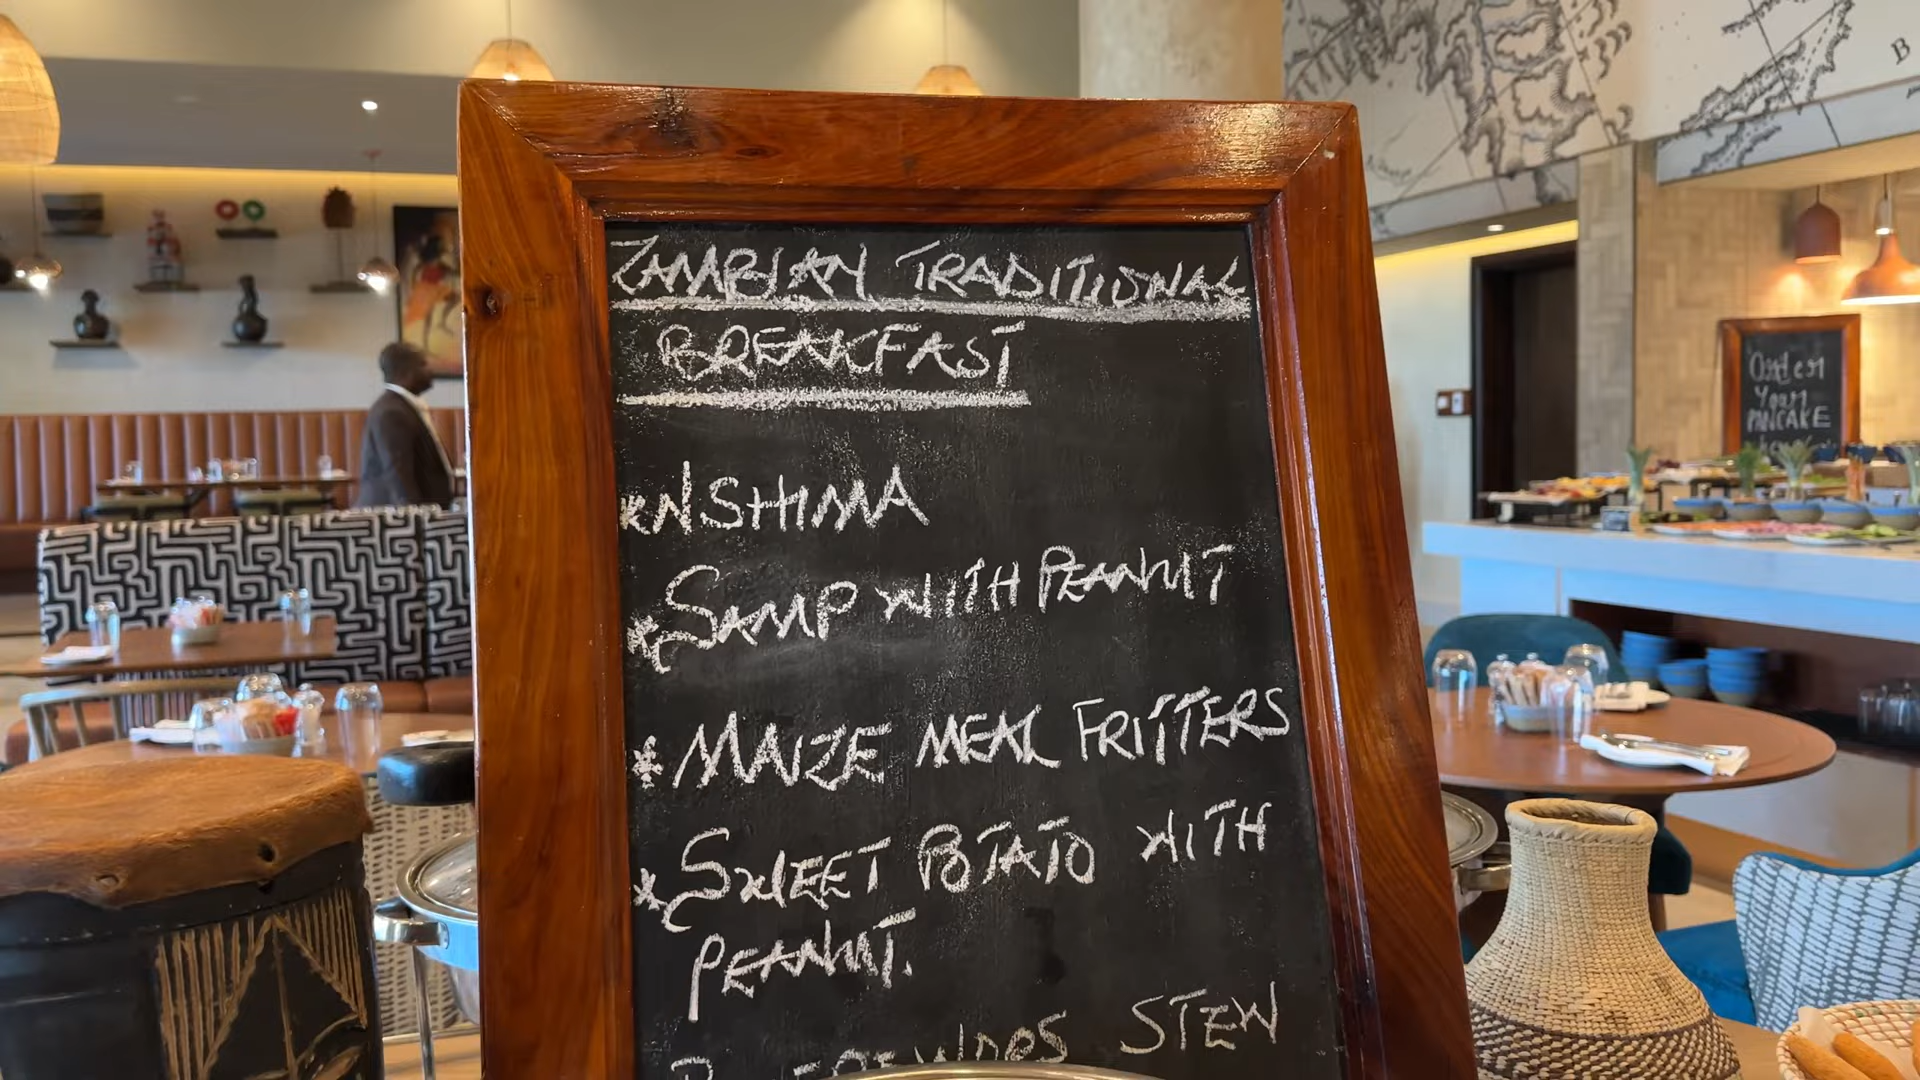 ZAMBIAN TRADITIONAL
BREAKFAST
*NSHIMA
*SAMP WITH PEANUT
*MAIZE MEAL FRITTERS
*SWEET POTATO WITH
PEANUT.
STEW
Order
Your
PANCAKE
B